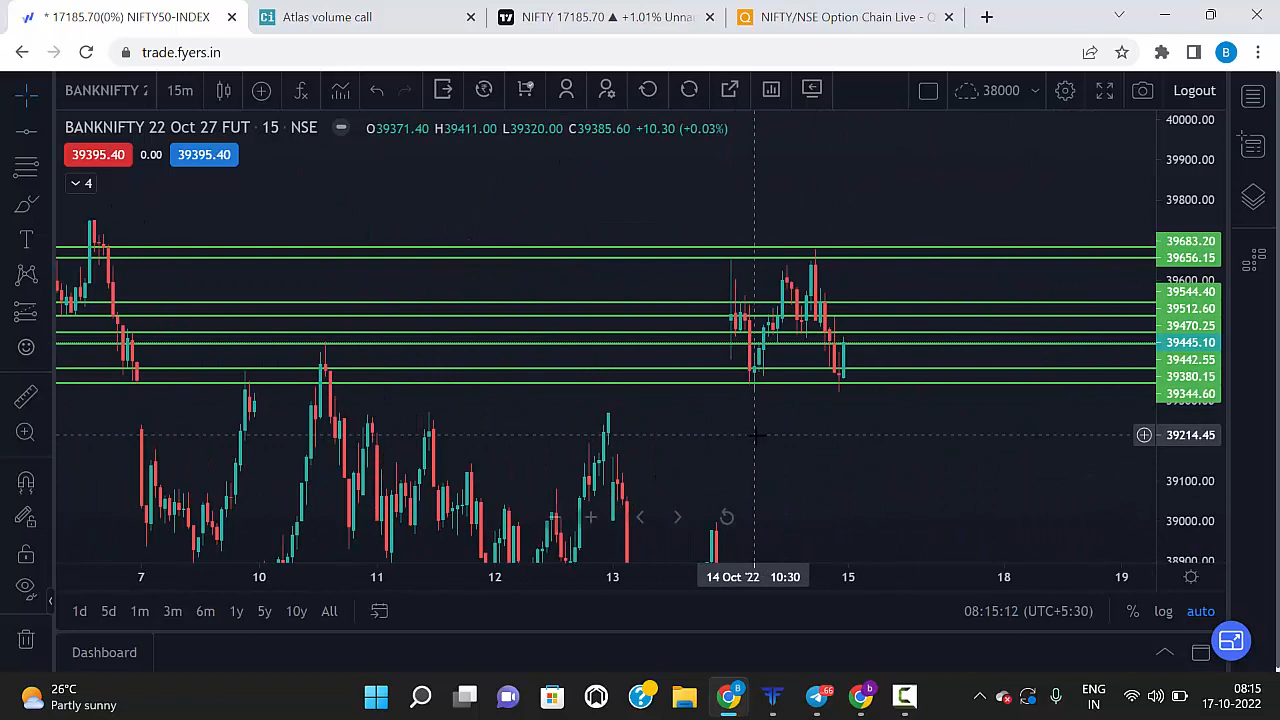 * 17185.70(0%) NIFTY50-INDEX
Ci Atlas volume call
NIFTY 17185.70 ▲ +1.01% Unna
NIFTY/NSE Option Chain Live - O
trade.fyers.in
B
BANKNIFTY 2
15m
38000
Logout
BANKNIFTY 22 Oct 27 FUT · 15 · NSE
O39371.40 H39411.00 L39320.00 C39385.60 +10.30 (+0.03%)
39395.40 0.00 39395.40
4
40000.00
39900.00
39800.00
39683.20
39656.15
39600.00
39544.40
39512.60
39470.25
39445.10
39442.55
39380.15
39344.60
39214.45
39100.00
39000.00
38900.00
7 10 11 12 13 14 Oct '22 10:30 15 18 19
1d 5d 1m 3m 6m 1y 5y 10y All
08:15:12 (UTC+5:30)
% log auto
Dashboard
26°C
Partly sunny
B
66
b
ENG
IN
08:15
17-10-2022